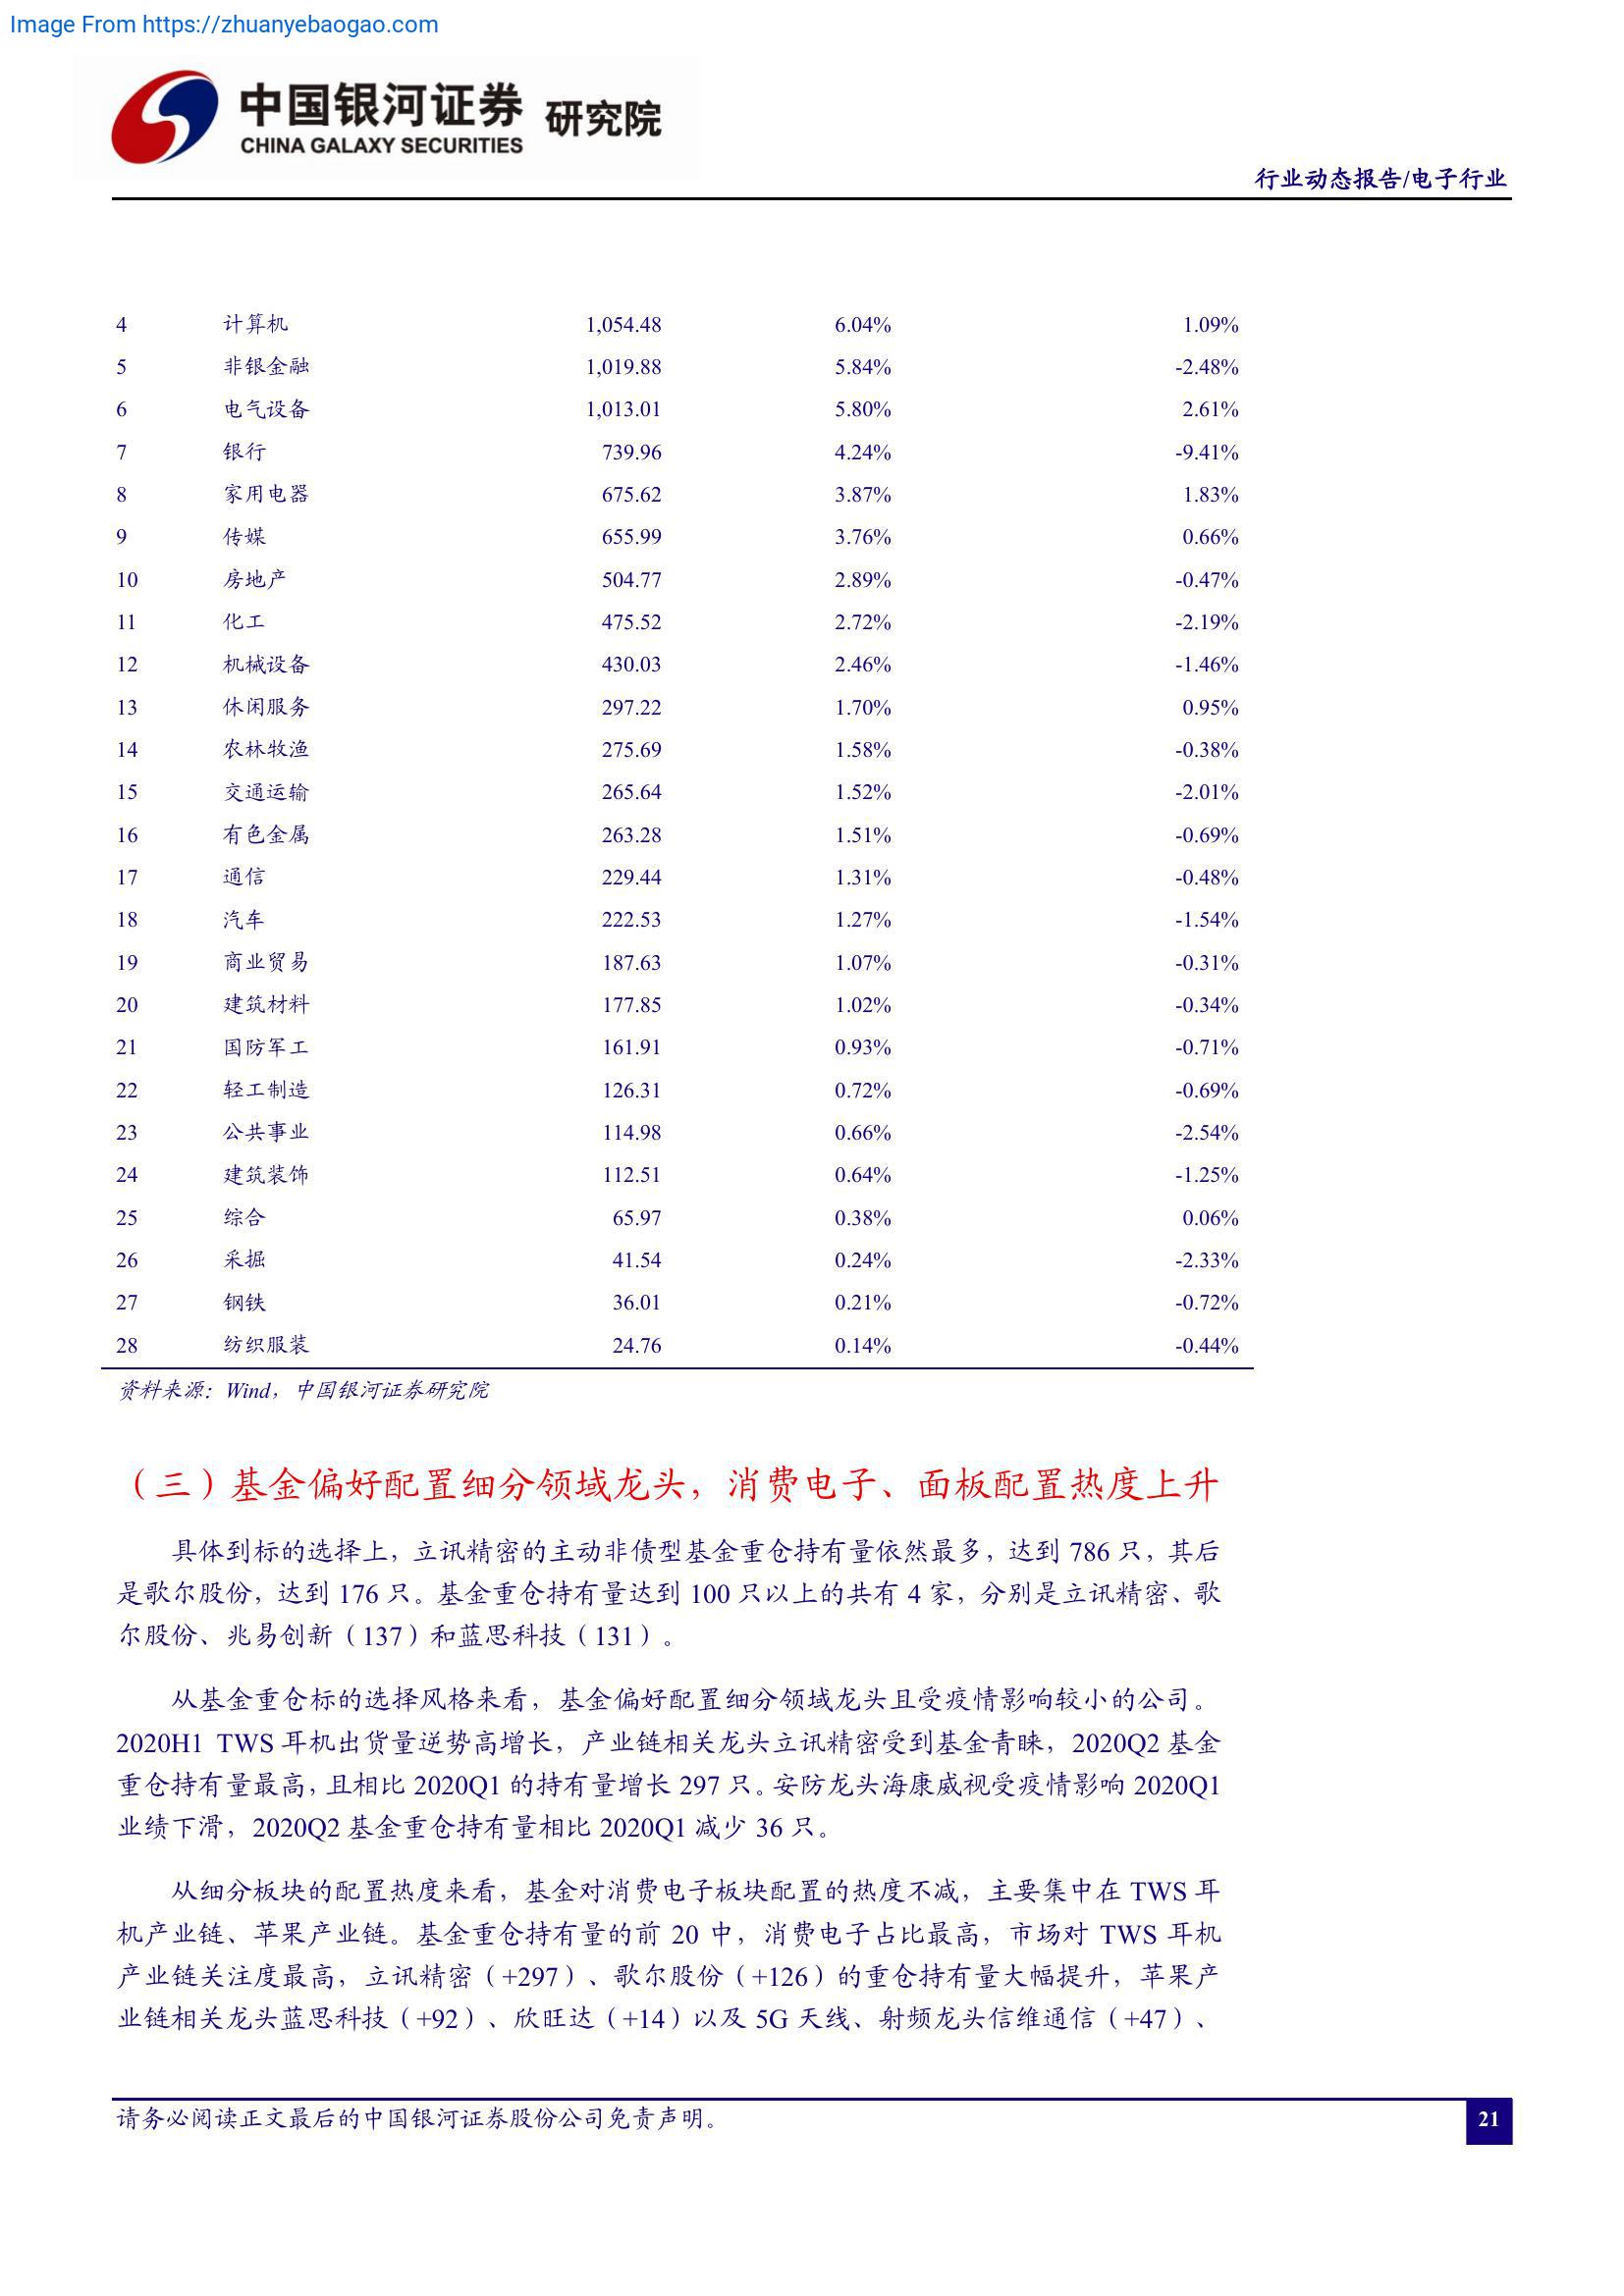 Image From https://zhuanyebaogao.com
中国银河证券 研究院
CHINA GALAXY SECURITIES
行业动态报告/电子行业
4 计算机 1,054.48 6.04% 1.09%
5 非银金融 1,019.88 5.84% -2.48%
6 电气设备 1,013.01 5.80% 2.61%
7 银行 739.96 4.24% -9.41%
8 家用电器 675.62 3.87% 1.83%
9 传媒 655.99 3.76% 0.66%
10 房地产 504.77 2.89% -0.47%
11 化工 475.52 2.72% -2.19%
12 机械设备 430.03 2.46% -1.46%
13 休闲服务 297.22 1.70% 0.95%
14 农林牧渔 275.69 1.58% -0.38%
15 交通运输 265.64 1.52% -2.01%
16 有色金属 263.28 1.51% -0.69%
17 通信 229.44 1.31% -0.48%
18 汽车 222.53 1.27% -1.54%
19 商业贸易 187.63 1.07% -0.31%
20 建筑材料 177.85 1.02% -0.34%
21 国防军工 161.91 0.93% -0.71%
22 轻工制造 126.31 0.72% -0.69%
23 公共事业 114.98 0.66% -2.54%
24 建筑装饰 112.51 0.64% -1.25%
25 综合 65.97 0.38% 0.06%
26 采掘 41.54 0.24% -2.33%
27 钢铁 36.01 0.21% -0.72%
28 纺织服装 24.76 0.14% -0.44%
资料来源：Wind，中国银河证券研究院
（三）基金偏好配置细分领域龙头，消费电子、面板配置热度上升
具体到标的选择上，立讯精密的主动非债型基金重仓持有量依然最多，达到 786 只，其后
是歌尔股份，达到 176 只。基金重仓持有量达到 100 只以上的共有 4 家，分别是立讯精密、歌
尔股份、兆易创新（137）和蓝思科技（131）。
从基金重仓标的选择风格来看，基金偏好配置细分领域龙头且受疫情影响较小的公司。
2020H1 TWS 耳机出货量逆势高增长，产业链相关龙头立讯精密受到基金青睐，2020Q2 基金
重仓持有量最高，且相比 2020Q1 的持有量增长 297 只。安防龙头海康威视受疫情影响 2020Q1
业绩下滑，2020Q2 基金重仓持有量相比 2020Q1 减少 36 只。
从细分板块的配置热度来看，基金对消费电子板块配置的热度不减，主要集中在 TWS 耳
机产业链、苹果产业链。基金重仓持有量的前 20 中，消费电子占比最高，市场对 TWS 耳机
产业链关注度最高，立讯精密（+297）、歌尔股份（+126）的重仓持有量大幅提升，苹果产
业链相关龙头蓝思科技（+92）、欣旺达（+14）以及 5G 天线、射频龙头信维通信（+47）、
请务必阅读正文最后的中国银河证券股份公司免责声明。
21